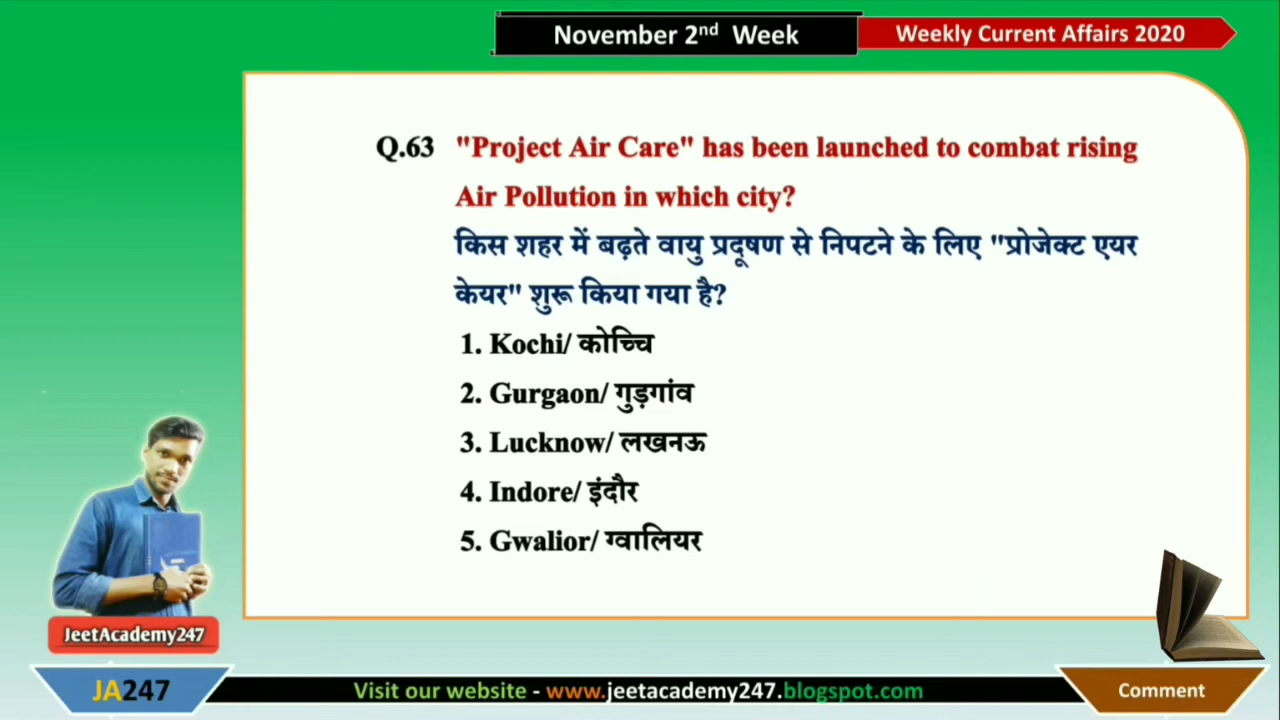 November 2nd Week
Weekly Current Affairs 2020
Q.63 "Project Air Care" has been launched to combat rising
Air Pollution in which city?
किस शहर में बढ़ते वायु प्रदूषण से निपटने के लिए "प्रोजेक्ट एयर
केयर" शुरू किया गया है?
1. Kochi/ कोच्चि
2. Gurgaon/ गुड़गांव
3. Lucknow/ लखनऊ
4. Indore/ इंदौर
5. Gwalior/ ग्वालियर
JeetAcademy247
JA247
Visit our website - www.jeetacademy247.blogspot.com
Comment